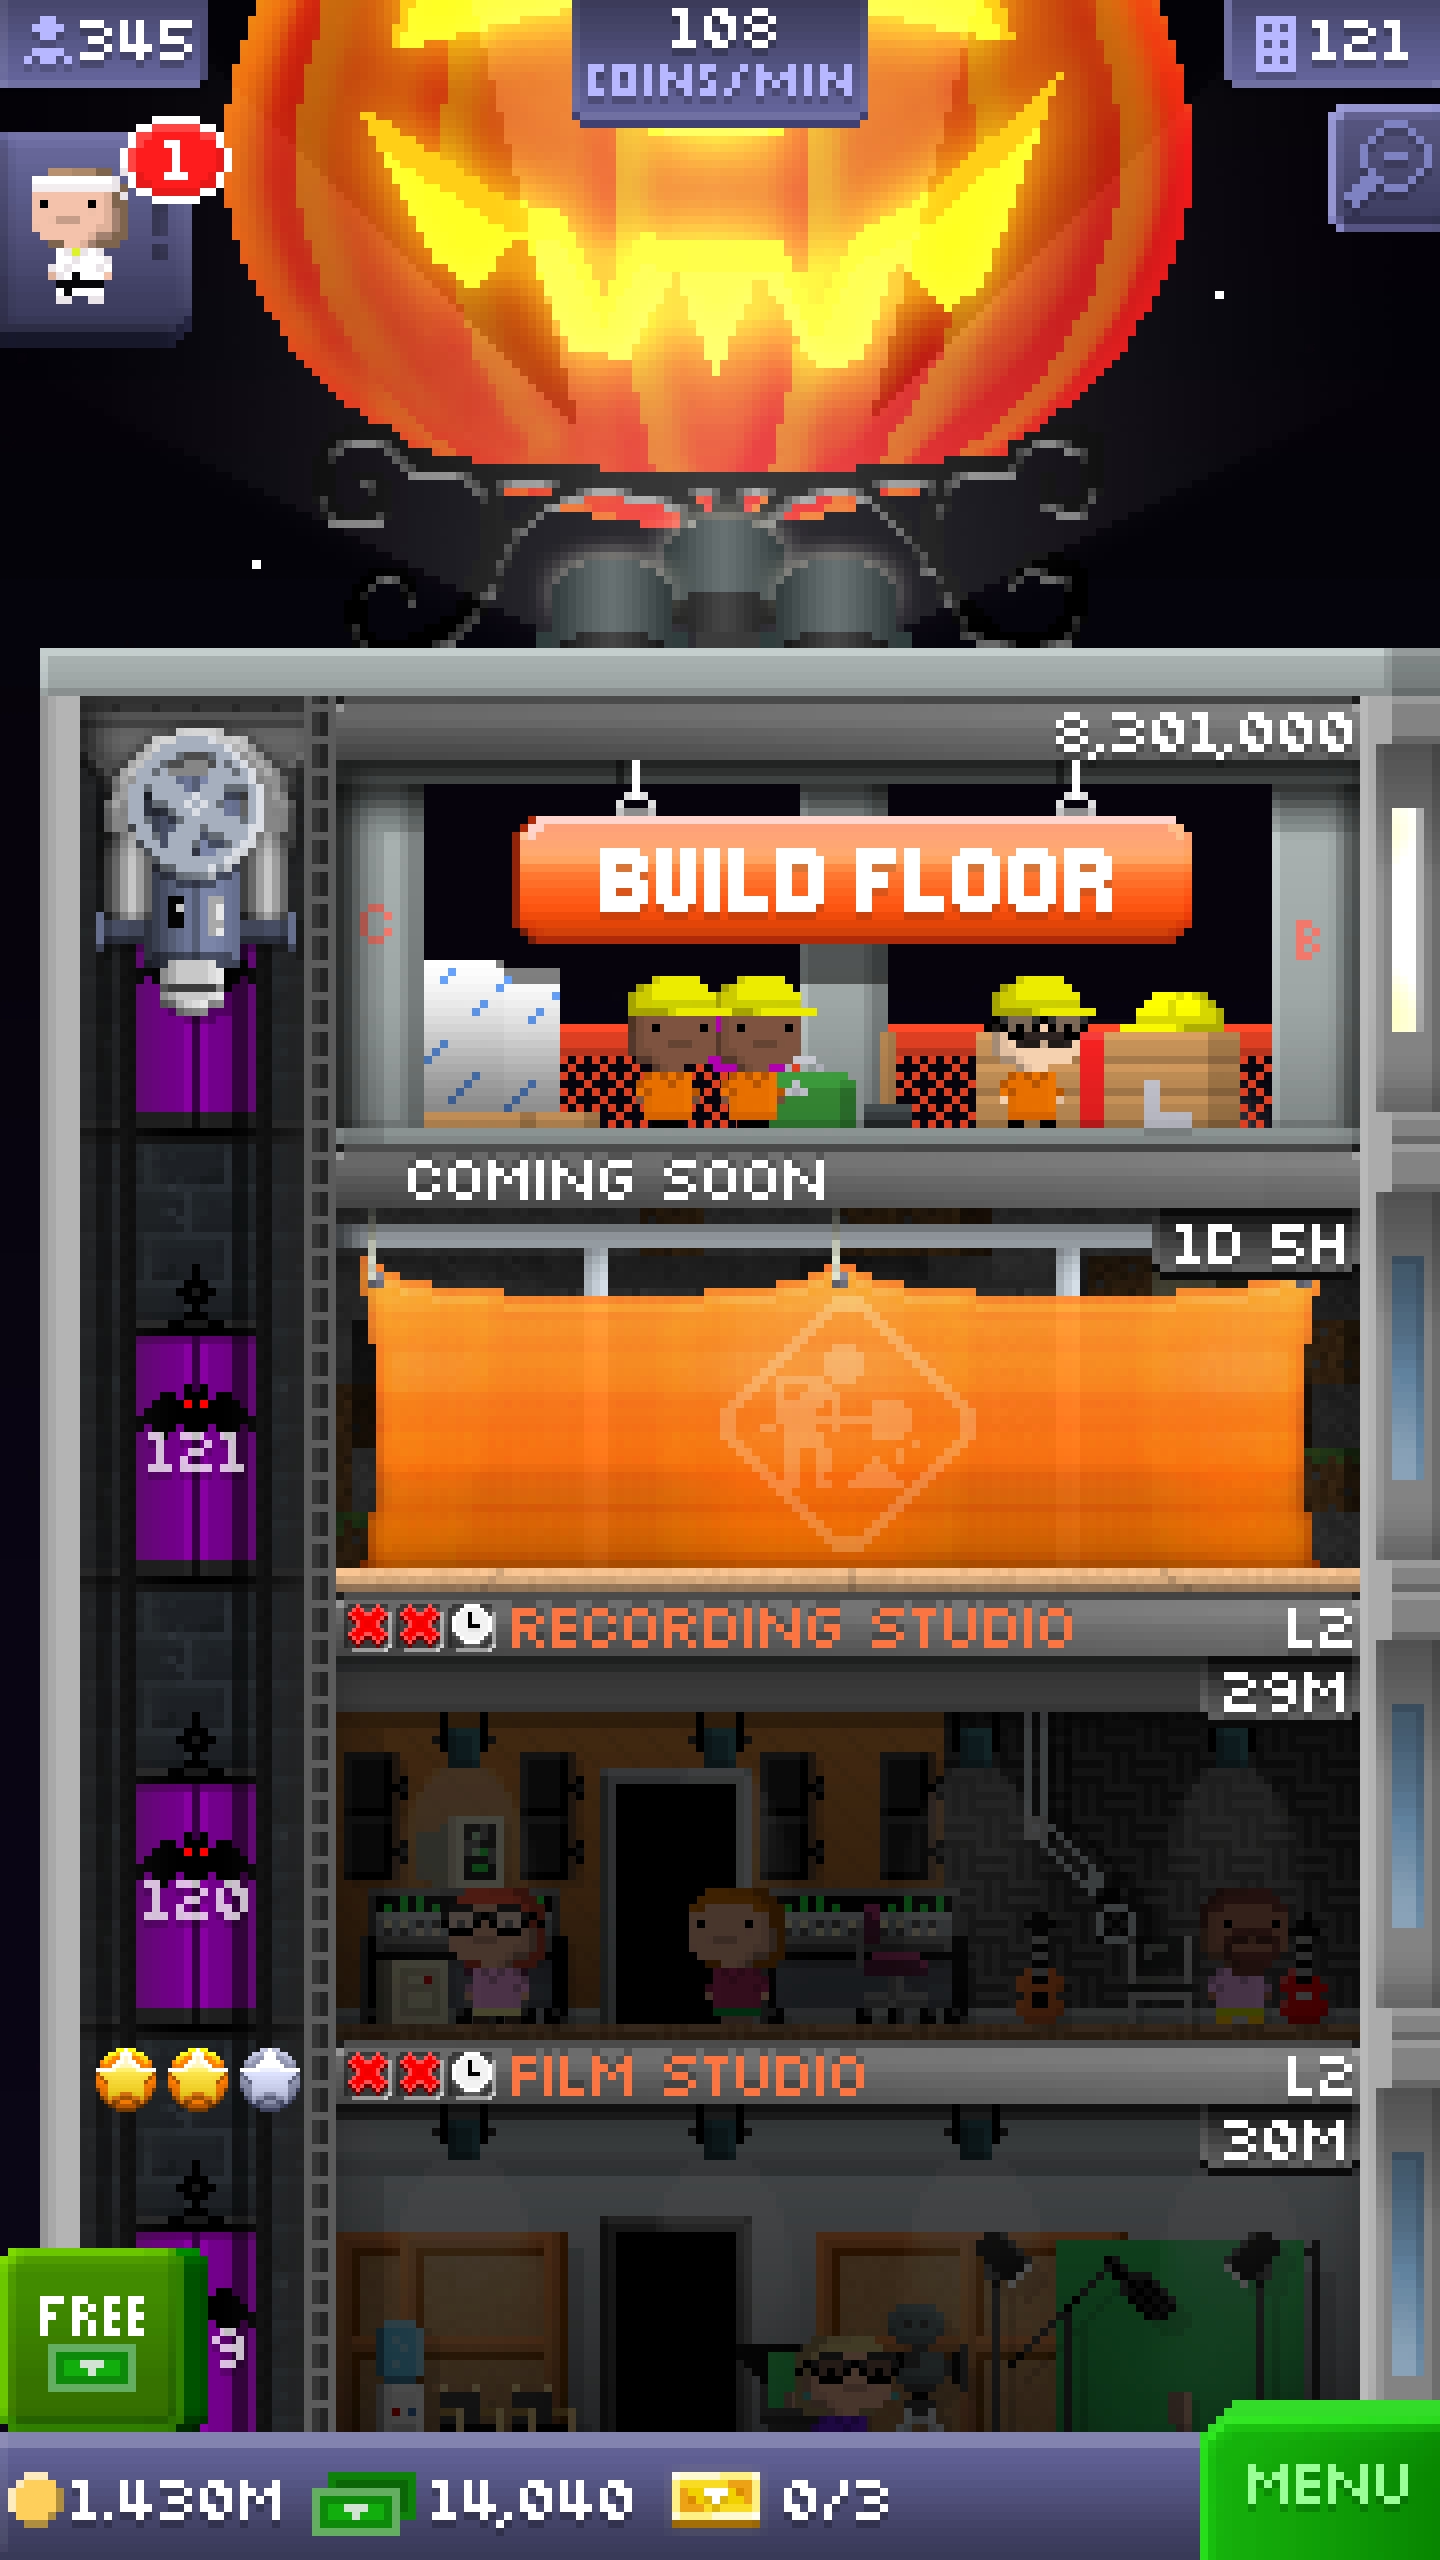 345
108
COINS/MIN
121
1
8,301,000
BUILD FLOOR
C
B
L
COMING SOON
1D 5H
121
RECORDING STUDIO
L2
29M
120
FILM STUDIO
L2
30M
FREE
9
1.430M
14,040
0/3
MENU